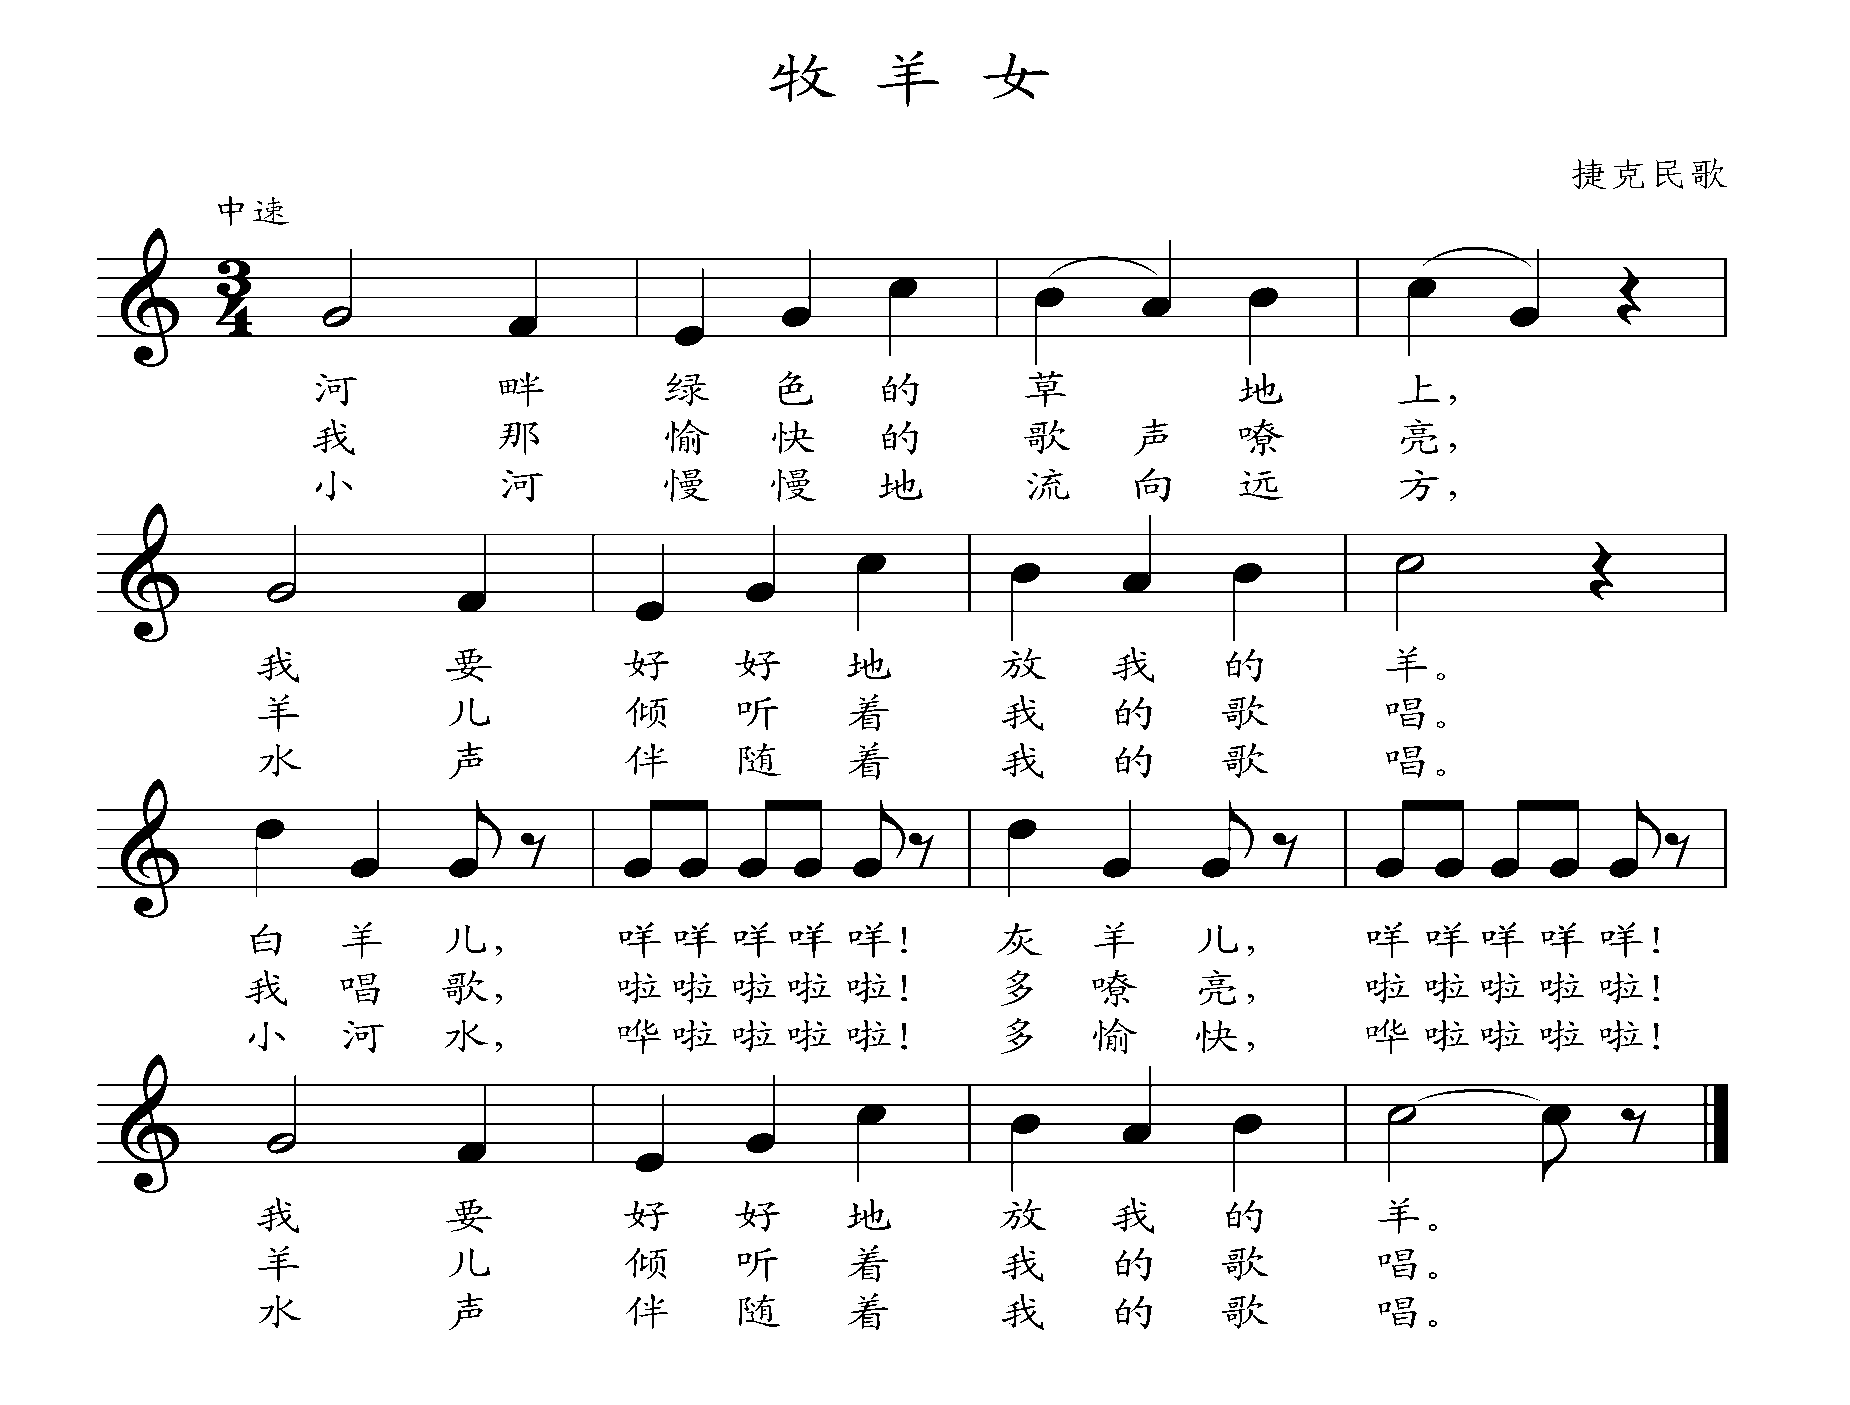 牧羊女
捷克民歌
中速
3
4
河畔绿色的草地上，
我那愉快的歌声嘹亮，
小河慢慢地流向远方，
我要好好地放我的羊。
羊儿倾听着我的歌唱。
水声伴随着我的歌唱。
白羊儿，咩咩咩咩咩！灰羊儿，咩咩咩咩咩！
我唱歌，啦啦啦啦啦！多嘹亮，啦啦啦啦啦！
小河水，哗啦啦啦啦！多愉快，哗啦啦啦啦！
我要好好地放我的羊。
羊儿倾听着我的歌唱。
水声伴随着我的歌唱。